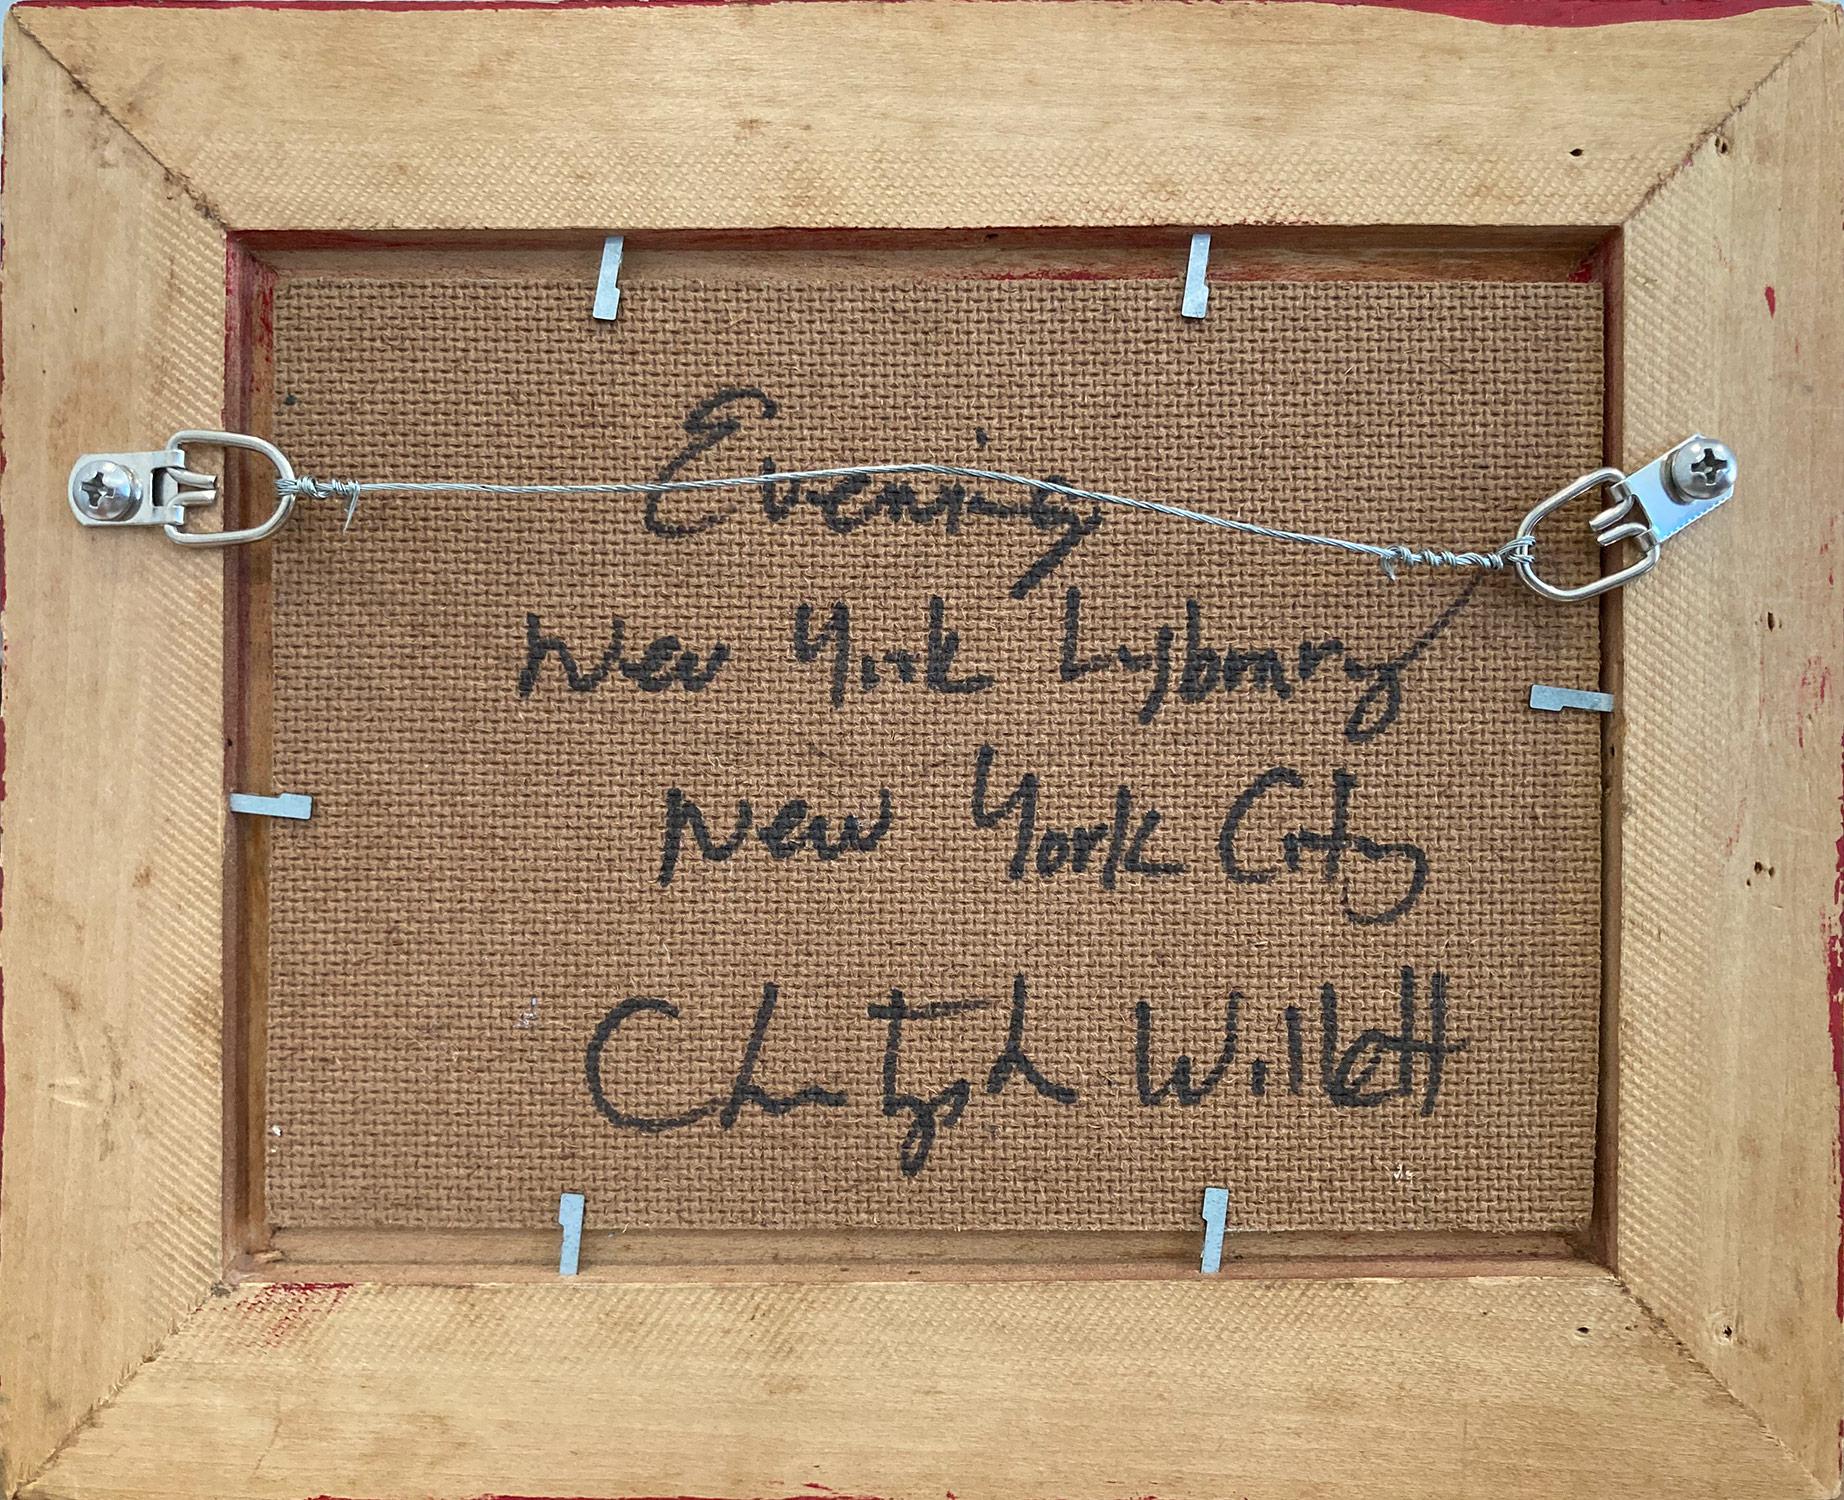 Evening
New York Lybrary
New York City
Christoph Willett